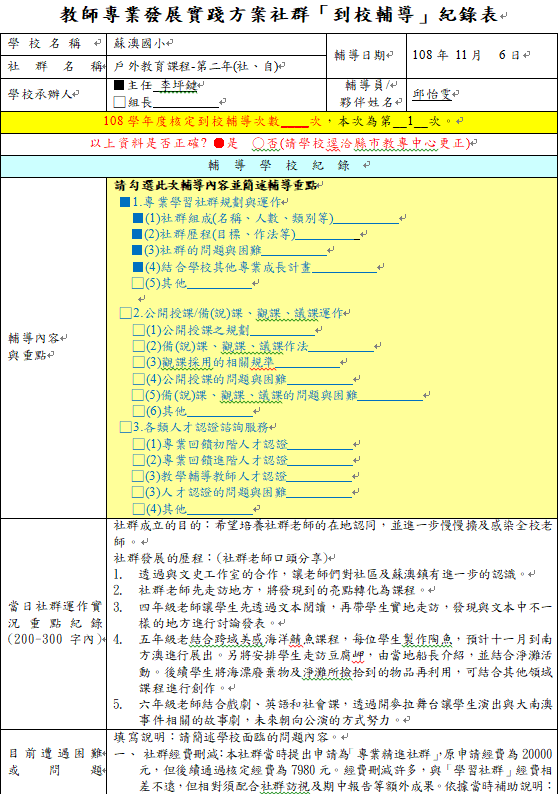 教師專業發展實踐方案社群「到校輔導」紀錄表
學校名稱 蘇澳國小 輔導日期 108 年 11 月 6 日
社群名稱 戶外教育課程-第二年(社、自)
學校承辦人 ■主任 李坪鍵 輔導員/
□組長 夥伴姓名 邱怡雯
108 學年度核定到校輔導次數____次，本次為第__1__次。
以上資料是否正確? ●是 ○否(請學校逕洽縣市教專中心更正)
輔導學校紀錄
輔導內容
與重點
請勾選此次輔導內容並簡述輔導重點
■1.專業學習社群規劃與運作
■(1)社群組成(名稱、人數、類別等)
■(2)社群歷程(目標、作法等)
■(3)社群的問題與困難
■(4)結合學校其他專業成長計畫
□(5)其他
□2.公開授課/備(說)課、觀課、議課運作
□(1)公開授課之規劃
□(2)備(說)課、觀課、議課作法
□(3)觀課採用的相關規準
□(4)公開授課的問題與困難
□(5)備(說)課、觀課、議課的問題與困難
□(6)其他
□3.各類人才認證諮詢服務
□(1)專業回饋初階人才認證
□(2)專業回饋進階人才認證
□(3)教學輔導教師人才認證
□(3)人才認證的問題與困難
□(4)其他
當日社群運作實
況重點紀錄
(200-300 字內)
社群成立的目的：希望培養社群老師的在地認同，並進一步慢慢擴及感染全校老
師。
社群發展的歷程：(社群老師口頭分享)
1. 透過與文史工作室的合作，讓老師們對社區及蘇澳鎮有進一步的認識。
2. 社群老師先走訪地方，將發現到的亮點轉化為課程。
3. 四年級老師讓學生先透過文本閱讀，再帶學生實地走訪，發現與文本中不一
樣的地方進行討論發表。
4. 五年級老結合跨域美感海洋鯖魚課程，每位學生製作陶魚，預計十一月到南
方澳進行展出。另將安排學生走訪豆腐岬，由當地船長介紹，並結合淨灘活
動。後續學生將海漂廢棄物及淨灘所撿拾到的物品再利用，可結合其他領域
課程進行創作。
5. 六年級老師結合戲劇、英語和社會課，透過開麥拉舞台讓學生演出與大南澳
事件相關的故事劇，未來朝向公演的方式努力。
目前遭遇困難
或問題
填寫說明：請簡述學校面臨的問題內容。
一、 社群經費刪減：本社群當時提出申請為「專業精進社群」，原申請經費為 20000
元，但後續通過核定經費為 7980 元。經費刪減許多，與「學習社群」經費相
差不遠，但相對須配合社群訪視及期中報告等額外成果。依據當時補助說明：